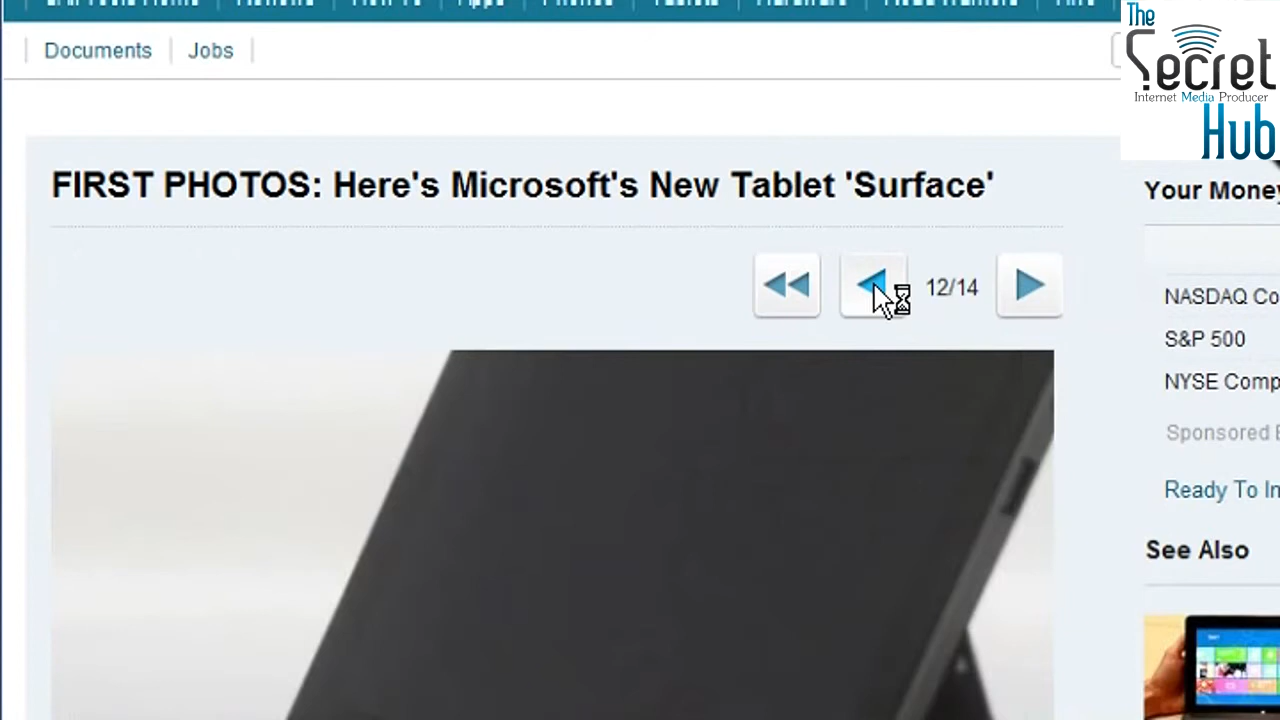 The
Secret
Internet Media Producer
Hub
Documents
Jobs
FIRST PHOTOS: Here's Microsoft's New Tablet 'Surface'
12/14
Your Money
NASDAQ Co
S&P 500
NYSE Comp
Sponsored
Ready To In
See Also